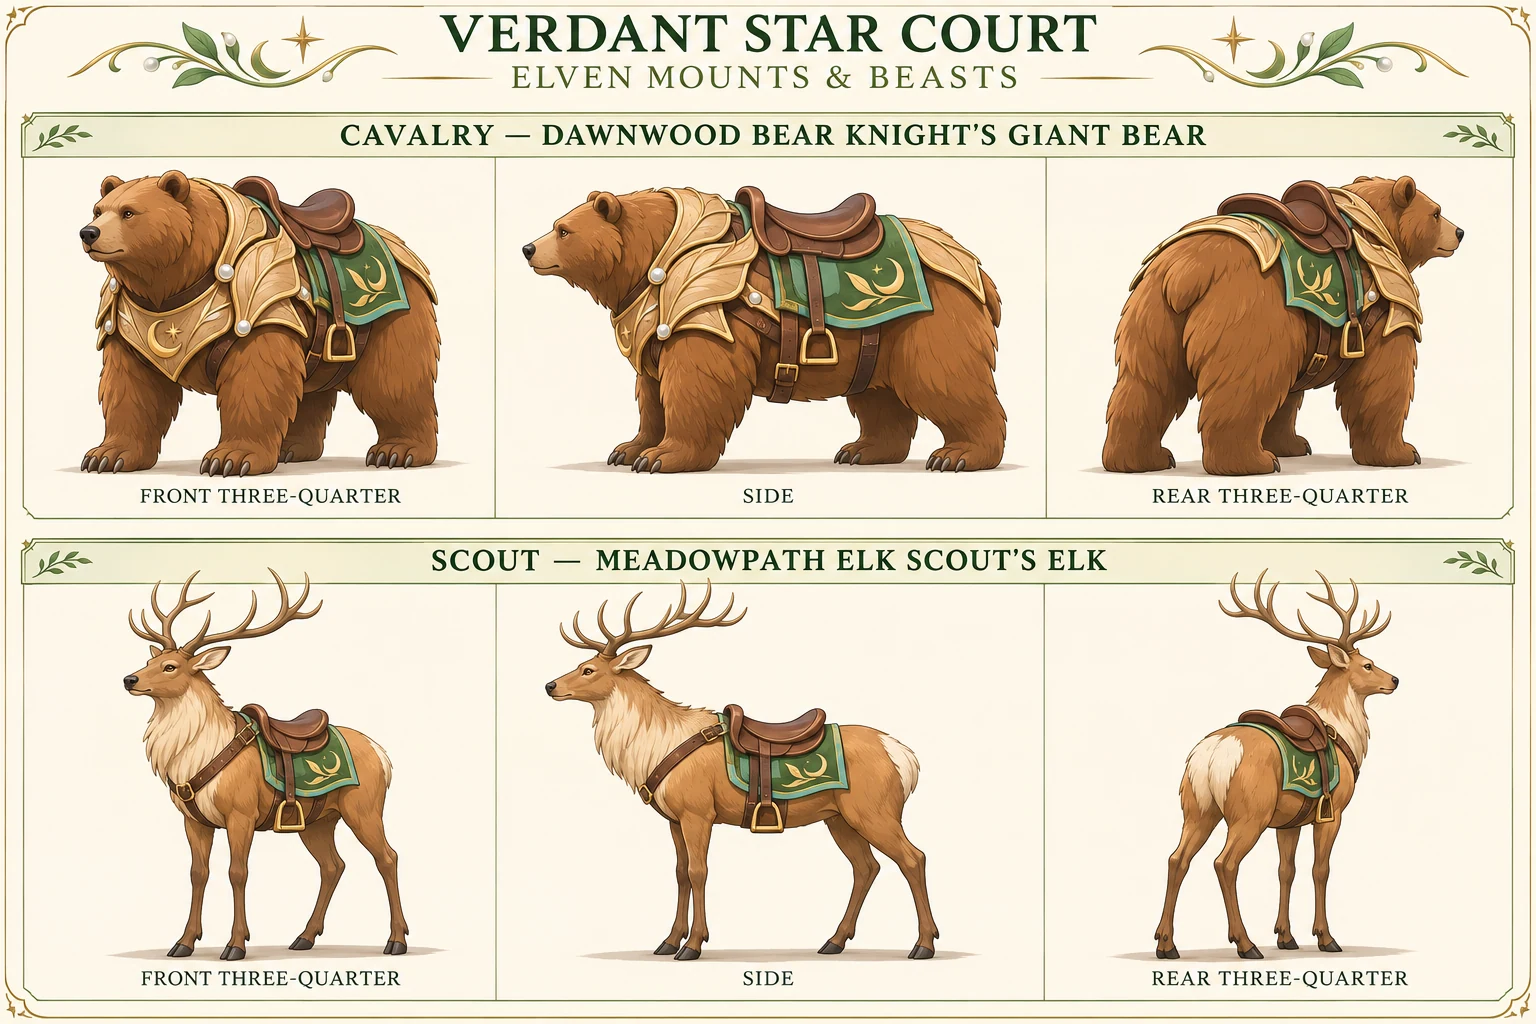 VERDANT STAR COURT
ELVEN MOUNTS & BEASTS
CAVALRY — DAWNWOOD BEAR KNIGHT'S GIANT BEAR
FRONT THREE-QUARTER
SIDE
REAR THREE-QUARTER
SCOUT — MEADOWPATH ELK SCOUT'S ELK
FRONT THREE-QUARTER
SIDE
REAR THREE-QUARTER